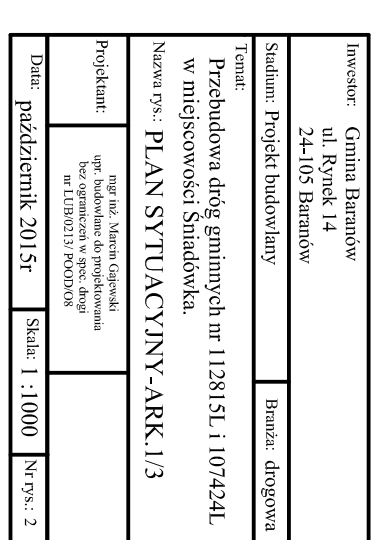 Inwestor: Gmina Baranów
ul. Rynek 14
24-105 Baranów
Stadium: Projekt budowlany
Branża: drogowa
Temat:
Przebudowa dróg gminnych nr 112815L i 107424L
w miejscowości Śniadówka.
Nazwa rys.: PLAN SYTUACYJNY-ARK.1/3
Projektant:
mgr inż. Marcin Gajewski
upr. budowlane do projektowania
bez ograniczeń w spec. drogi
nr LUB/0213/ POOD/O8
Data: październik 2015r
Skala: 1 :1000
Nr rys.: 2